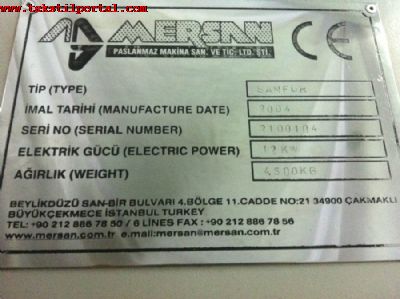 www.tekstilportal.com
MERSAN
PASLANMAZ MAKİNA SAN. VE TİC. LTD. ŞTİ.
CE
TİP (TYPE) SANFOR
İMAL TARİHİ (MANUFACTURE DATE) 2004
SERİ NO (SERIAL NUMBER) 2100104
ELEKTRİK GÜCÜ (ELECTRIC POWER) 12KW
AĞIRLIK (WEIGHT) 4300KG
BEYLİKDÜZÜ SAN-BİR BULVARI 4.BÖLGE 11.CADDE NO:21 34900 ÇAKMAKLI
BÜYÜKÇEKMECE İSTANBUL TURKEY
TEL: +90 212 886 78 50 / 6 LINES FAX : +90 212 886 78 56
www.mersan.com.tr e.mail:mersan@mersan.com.tr